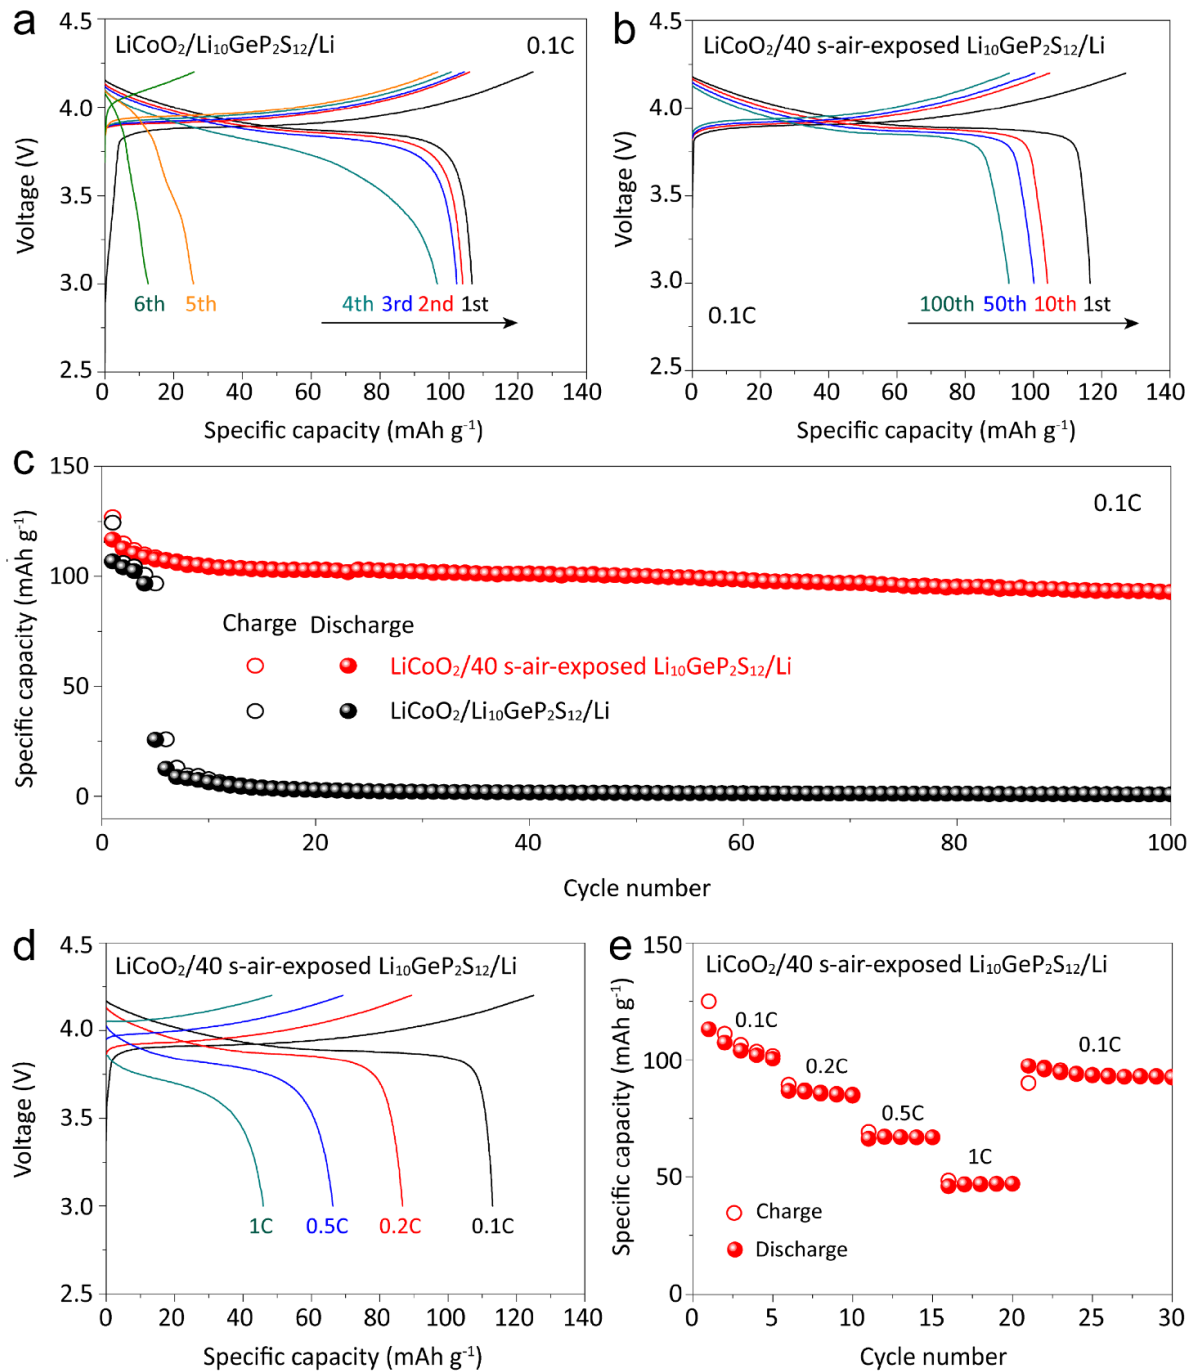 a
LiCoO₂/Li₁₀GeP₂S₁₂/Li
0.1C
4.5
4.0
3.5
3.0
2.5
Voltage (V)
6th
5th
4th
3rd
2nd
1st
0
20
40
60
80
100
120
140
Specific capacity (mAh g⁻¹)
b
LiCoO₂/40 s-air-exposed Li₁₀GeP₂S₁₂/Li
4.5
4.0
3.5
3.0
2.5
Voltage (V)
100th
50th
10th
1st
0.1C
0
20
40
60
80
100
120
140
Specific capacity (mAh g⁻¹)
c
150
100
50
0
Specific capacity (mAh g⁻¹)
0.1C
Charge Discharge
LiCoO₂/40 s-air-exposed Li₁₀GeP₂S₁₂/Li
LiCoO₂/Li₁₀GeP₂S₁₂/Li
0
20
40
60
80
100
Cycle number
d
LiCoO₂/40 s-air-exposed Li₁₀GeP₂S₁₂/Li
4.5
4.0
3.5
3.0
2.5
Voltage (V)
1C
0.5C
0.2C
0.1C
0
20
40
60
80
100
120
140
Specific capacity (mAh g⁻¹)
e
LiCoO₂/40 s-air-exposed Li₁₀GeP₂S₁₂/Li
150
100
50
0
Specific capacity (mAh g⁻¹)
0.1C
0.2C
0.5C
1C
0.1C
Charge
Discharge
0
5
10
15
20
25
30
Cycle number